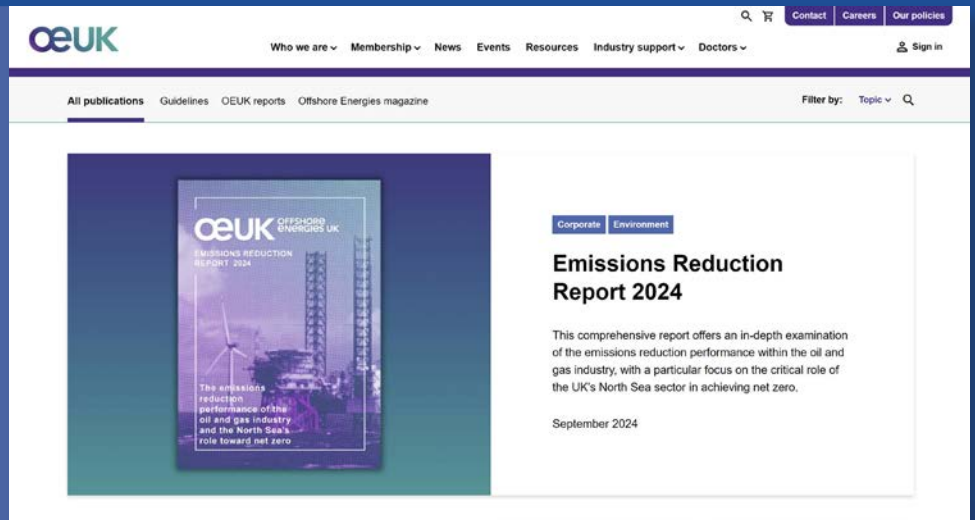 Contact Careers Our policies
OEUK
Who we are Membership News Events Resources Industry support Doctors Sign in
All publications Guidelines OEUK reports Offshore Energies magazine Filter by: Topic
OEUK OFFSHORE ENERGIES UK
EMISSIONS REDUCTION
REPORT 2024
The emissions
reduction
performance of the
oil and gas industry
and the North Sea's
role toward net zero
Corporate Environment
Emissions Reduction
Report 2024
This comprehensive report offers an in-depth examination
of the emissions reduction performance within the oil and
gas industry, with a particular focus on the critical role of
the UK's North Sea sector in achieving net zero.
September 2024